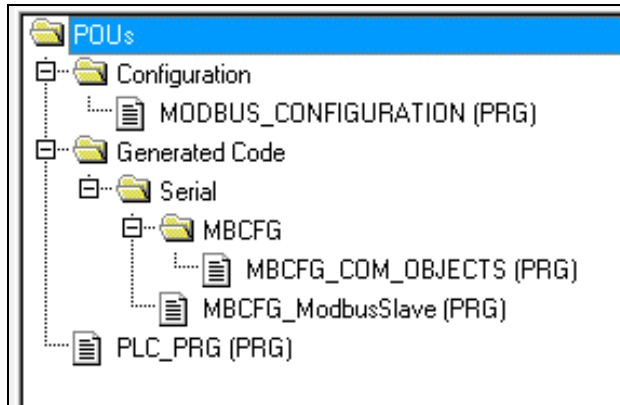 POUs
Configuration
MODBUS_CONFIGURATION (PRG)
Generated Code
Serial
MBCFG
MBCFG_COM_OBJECTS (PRG)
MBCFG_ModbusSlave (PRG)
PLC_PRG (PRG)